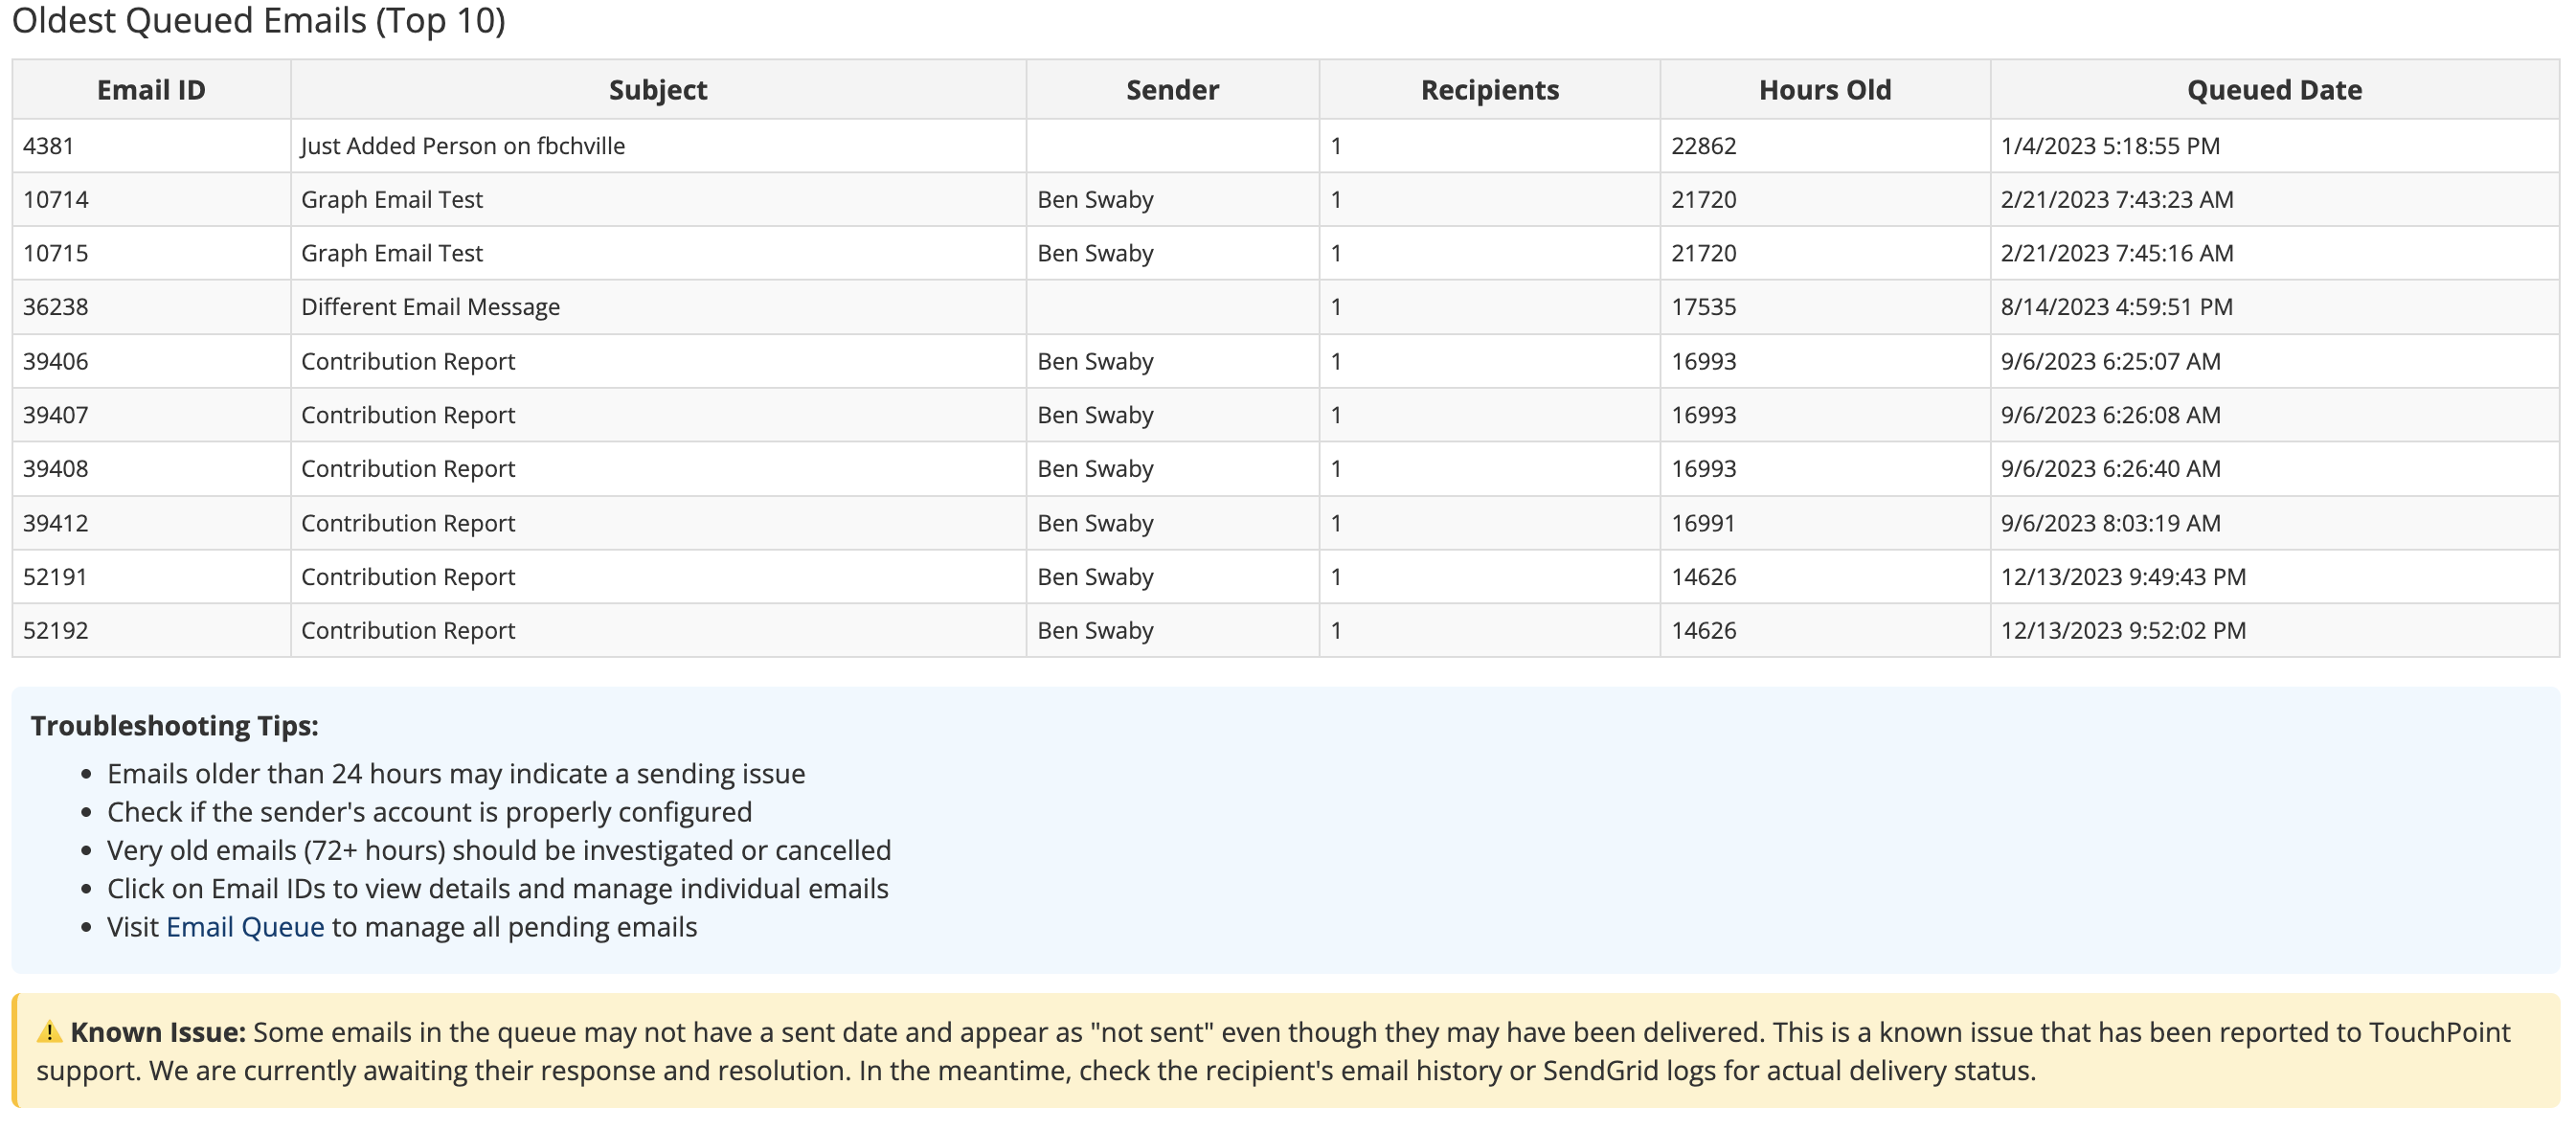 Oldest Queued Emails (Top 10)
Email ID Subject Sender Recipients Hours Old Queued Date
4381 Just Added Person on fbchville 1 22862 1/4/2023 5:18:55 PM
10714 Graph Email Test Ben Swaby 1 21720 2/21/2023 7:43:23 AM
10715 Graph Email Test Ben Swaby 1 21720 2/21/2023 7:45:16 AM
36238 Different Email Message 1 17535 8/14/2023 4:59:51 PM
39406 Contribution Report Ben Swaby 1 16993 9/6/2023 6:25:07 AM
39407 Contribution Report Ben Swaby 1 16993 9/6/2023 6:26:08 AM
39408 Contribution Report Ben Swaby 1 16993 9/6/2023 6:26:40 AM
39412 Contribution Report Ben Swaby 1 16991 9/6/2023 8:03:19 AM
52191 Contribution Report Ben Swaby 1 14626 12/13/2023 9:49:43 PM
52192 Contribution Report Ben Swaby 1 14626 12/13/2023 9:52:02 PM
Troubleshooting Tips:
• Emails older than 24 hours may indicate a sending issue
• Check if the sender's account is properly configured
• Very old emails (72+ hours) should be investigated or cancelled
• Click on Email IDs to view details and manage individual emails
• Visit Email Queue to manage all pending emails
⚠ Known Issue: Some emails in the queue may not have a sent date and appear as "not sent" even though they may have been delivered. This is a known issue that has been reported to TouchPoint
support. We are currently awaiting their response and resolution. In the meantime, check the recipient's email history or SendGrid logs for actual delivery status.